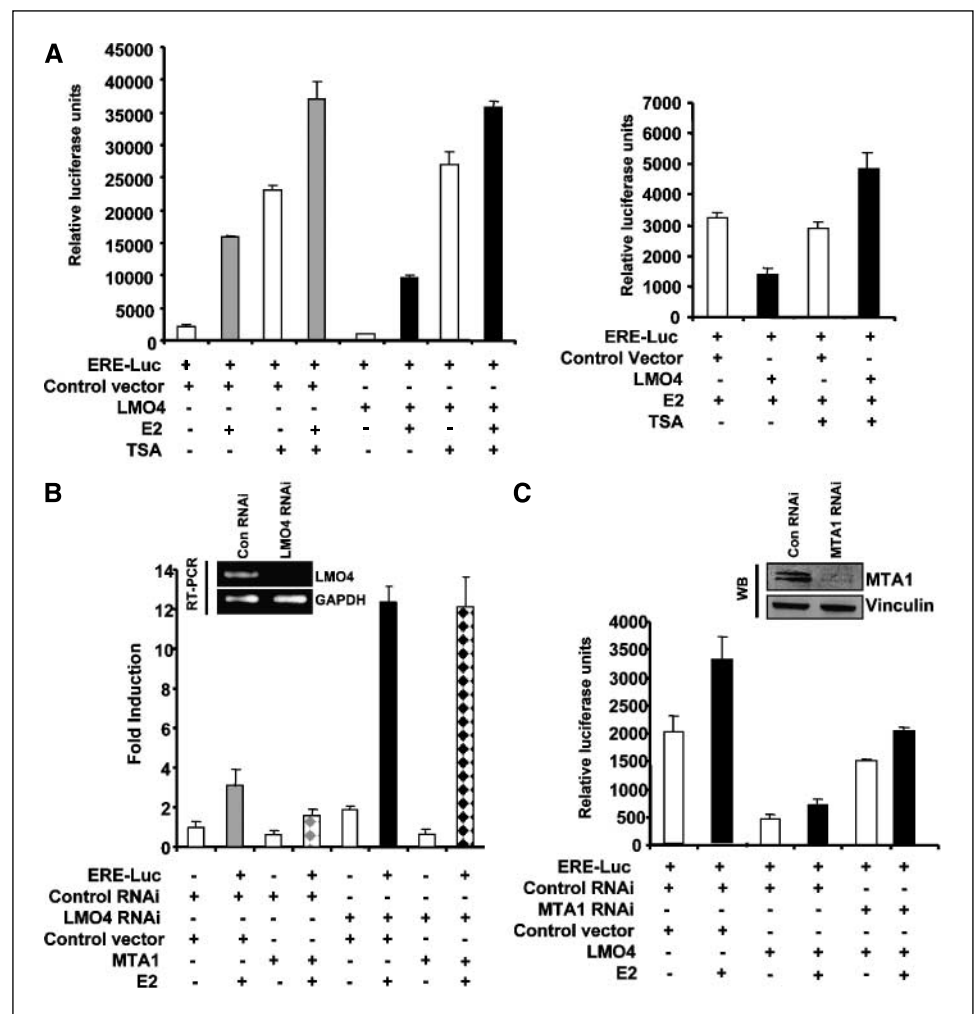 A
45000
40000
35000
30000
25000
20000
15000
10000
5000
0
Relative luciferase units
ERE-Luc + + + + + + + +
Control vector + + + + - - - -
LMO4 - - - - + + + +
E2 - + - + - + - +
TSA - - + + - - + +
7000
6000
5000
4000
3000
2000
1000
0
Relative luciferase units
ERE-Luc + + + +
Control Vector + - + -
LMO4 - + - +
E2 + + + +
TSA - - + +
B
Con RNAi
LMO4 RNAi
RT-PCR
LMO4
GAPDH
14
12
10
8
6
4
2
0
Fold Induction
ERE-Luc - + - + - + - +
Control RNAi + + + + - - - -
LMO4 RNAi - - - - + + + +
Control vector + + - - + + - -
MTA1 - - + + - - + +
E2 - + - + - + - +
C
Con RNAi
MTA1 RNAi
WB
MTA1
Vinculin
4000
3500
3000
2500
2000
1500
1000
500
0
Relative luciferase units
ERE-Luc + + + + + +
Control RNAi + + + + - -
MTA1 RNAi - - - - + +
Control vector + + - - - -
LMO4 - - + + + +
E2 - + - + - +